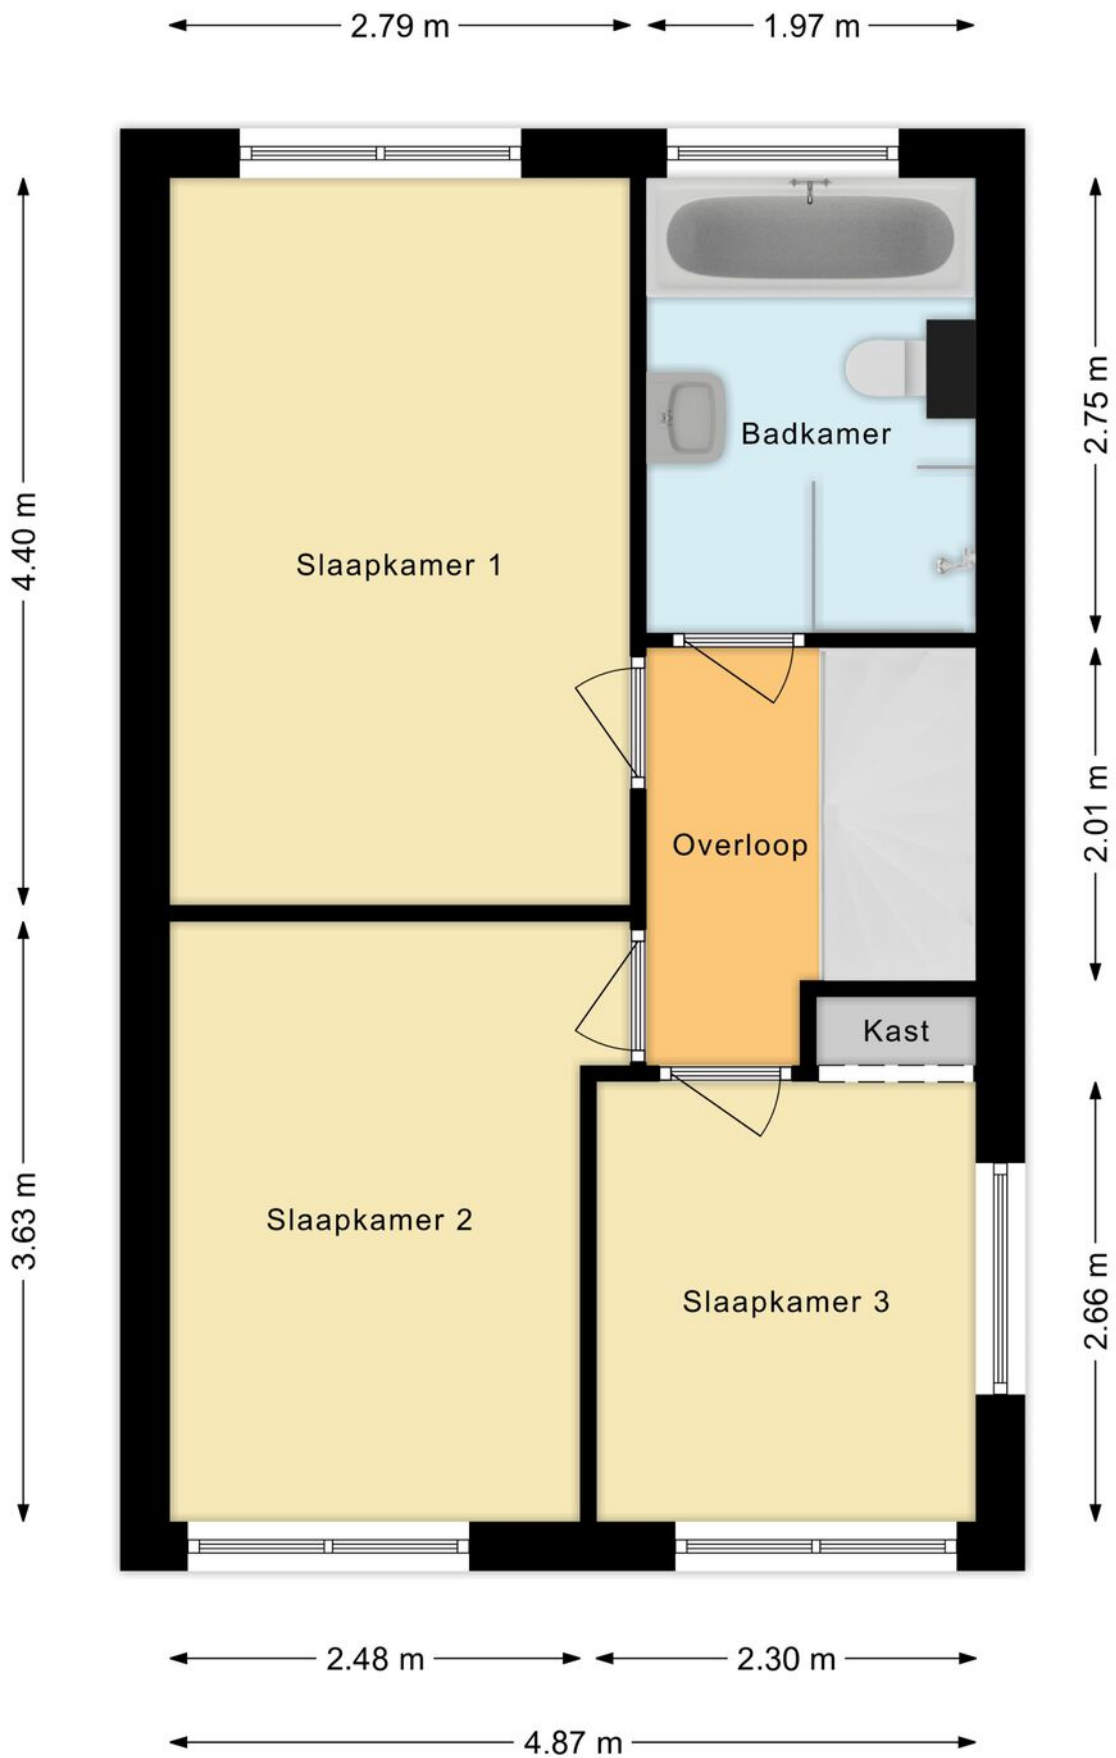 2.79 m
1.97 m
4.40 m
2.75 m
Badkamer
Slaapkamer 1
Overloop
2.01 m
Kast
3.63 m
Slaapkamer 2
Slaapkamer 3
2.66 m
2.48 m
2.30 m
4.87 m